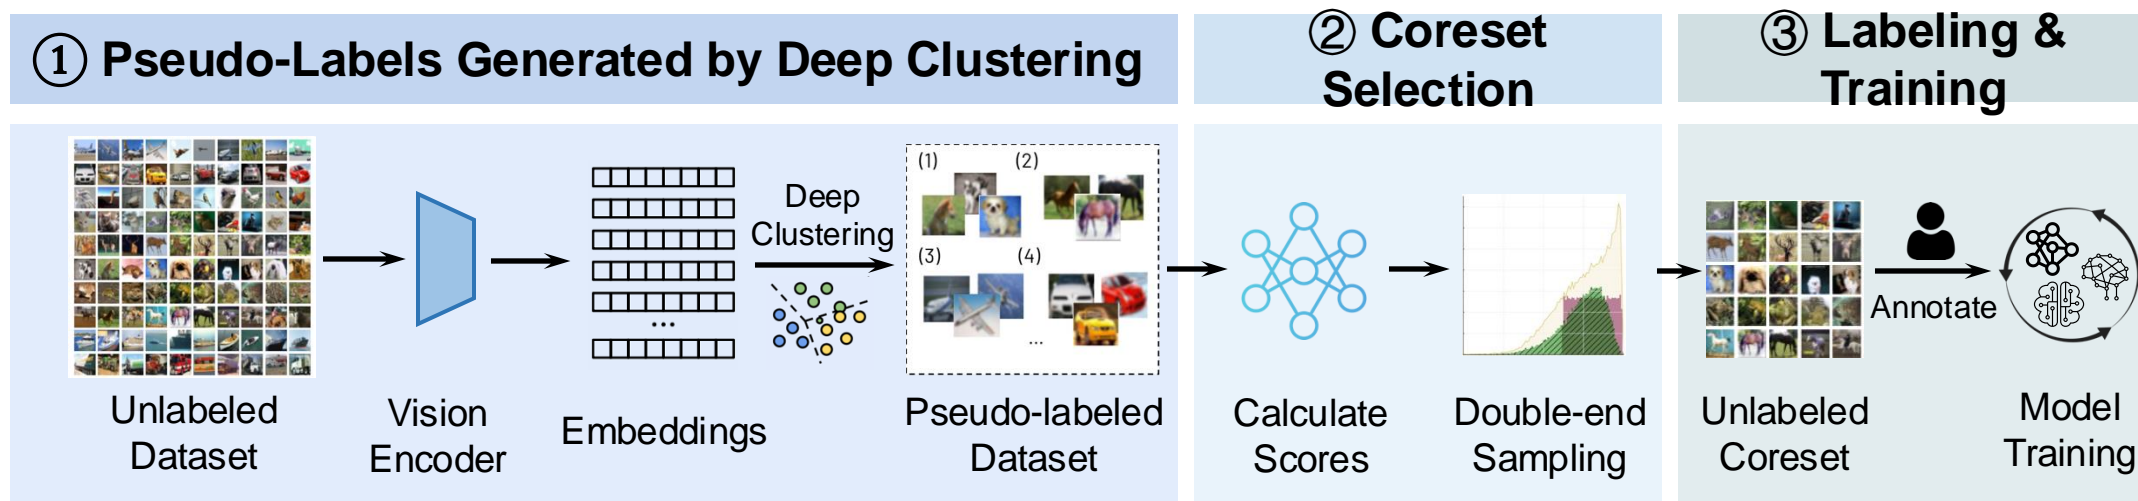 ① Pseudo-Labels Generated by Deep Clustering
② Coreset
Selection
③ Labeling &
Training
Unlabeled
Dataset
Vision
Encoder
...
Embeddings
Deep
Clustering
(1)
(2)
(3)
(4)
...
Pseudo-labeled
Dataset
Calculate
Scores
Double-end
Sampling
Unlabeled
Coreset
Annotate
Model
Training